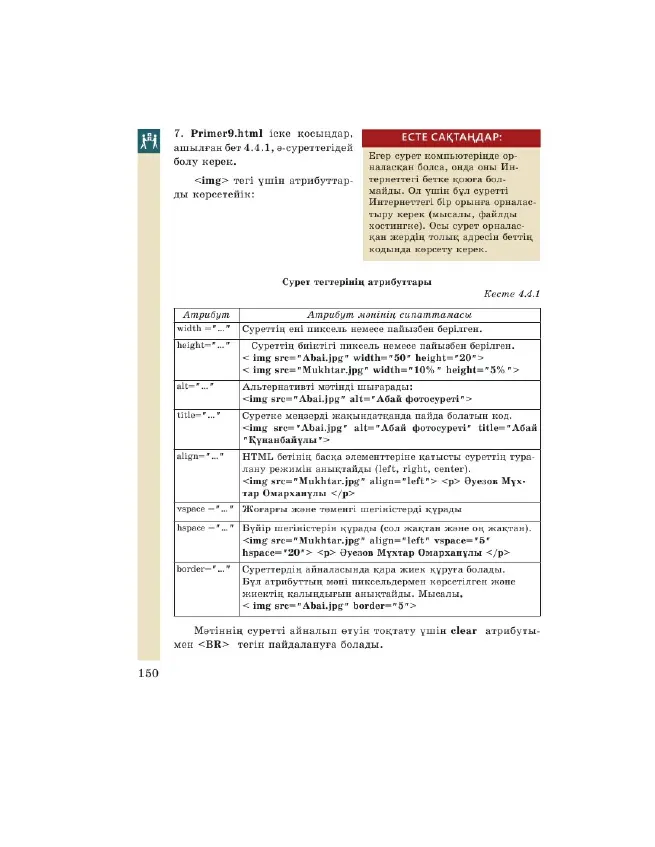 7. Primer9.html іске қосыңдар,
ашылған бет 4.4.1, ә-суреттегідей
болу керек.
<img> тегі үшін атрибуттар-
ды көрсетейік:
ЕСТЕ САҚТАҢДАР:
Егер сурет компьютеріңде ор-
наласқан болса, онда оны Ин-
тернеттегі бетке қоюға бол-
майды. Ол үшін бұл суретті
Интернеттегі бір орынға орналас-
тыру керек (мысалы, файлды
хостингке). Осы сурет орналас-
қан жердің толық адресін беттің
кодында көрсету керек.
Сурет тегтерінің атрибуттары
Кесте 4.4.1
Атрибут Атрибут мәнінің сипаттамасы
width ="..." Суреттің ені пиксель немесе пайызбен берілген.
height="..." Суреттің биіктігі пиксель немесе пайызбен берілген.
< img src="Abai.jpg" width="50" height="20">
< img src="Mukhtar.jpg" width="10%" height="5%">
alt="..." Альтернативті мәтінді шығарады:
<img src="Abai.jpg" alt="Абай фотосуреті">
title="..." Суретке меңзерді жақындатқанда пайда болатын код.
<img src="Abai.jpg" alt="Абай фотосуреті" title="Абай
"Құнанбайұлы">
align="..." HTML бетінің басқа элементтеріне қатысты суреттің тура-
лану режимін анықтайды (left, right, center).
<img src="Mukhtar.jpg" align="left"> <p> Әуезов Мұх-
тар Омарханұлы </p>
vspace ="..." Жоғарғы және төменгі шегіністерді құрады
hspace ="..." Бүйір шегіністерін құрады (сол жақтан және оң жақтан).
<img src="Mukhtar.jpg" align="left" vspace="5"
hspace="20"> <p> Әуезов Мұхтар Омарханұлы </p>
border="..." Суреттердің айналасында қара жиек құруға болады.
Бұл атрибуттың мәні пиксельдермен көрсетілген және
жиектің қалыңдығын анықтайды. Мысалы,
< img src="Abai.jpg" border="5">
Мәтіннің суретті айналып өтуін тоқтату үшін clear атрибуты-
мен <BR> тегін пайдалануға болады.
150